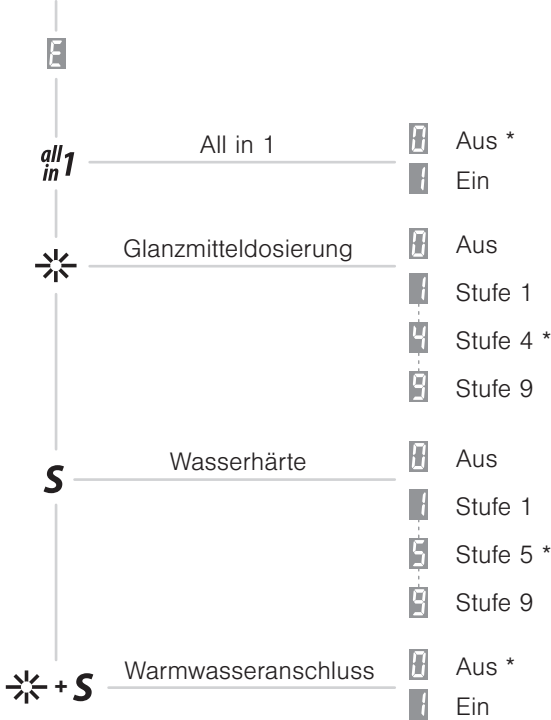 E
all in 1 All in 1 0 Aus *
1 Ein
Glanzmitteldosierung 0 Aus
1 Stufe 1
4 Stufe 4 *
9 Stufe 9
S Wasserhärte 0 Aus
1 Stufe 1
5 Stufe 5 *
9 Stufe 9
+ S Warmwasseranschluss 0 Aus *
1 Ein